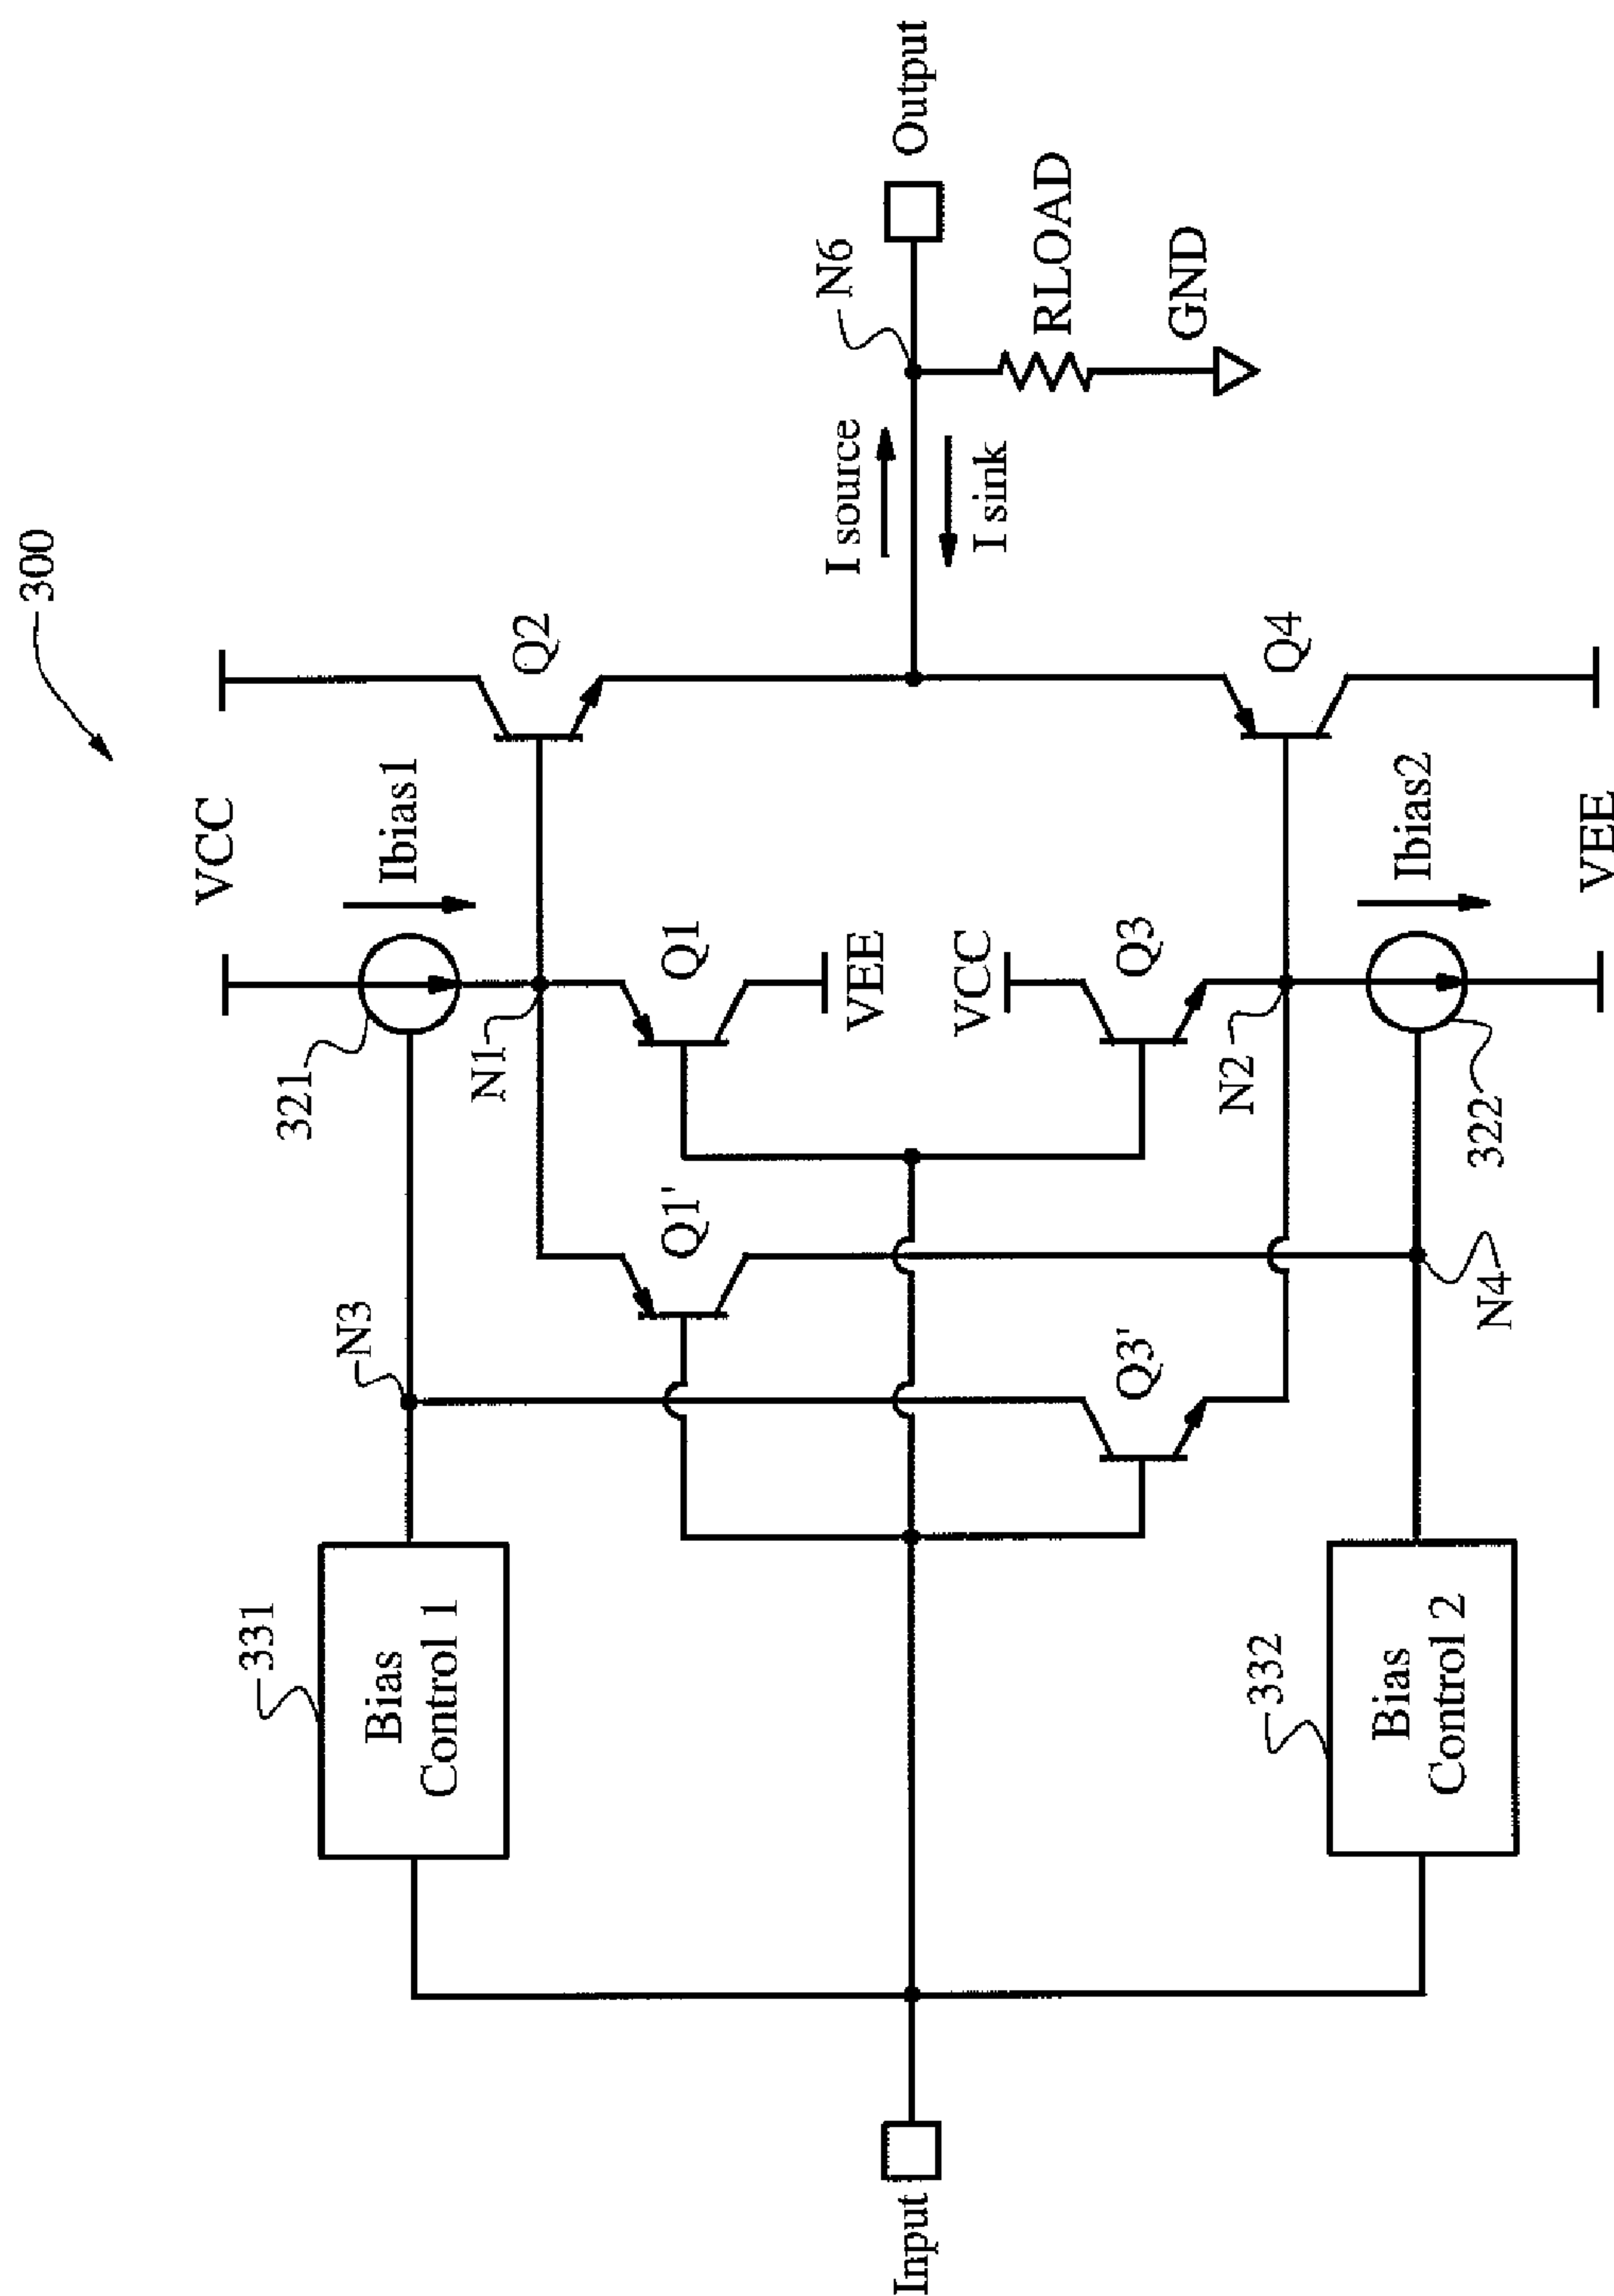 300
VCC
Ibias1
321
N1
N3
331
Bias
Control 1
Q2
Q1
VEE
Q1'
I source
I sink
N6
Output
RLOAD
GND
Input
VCC
Q3
Q3'
Q4
N2
Ibias2
322
N4
332
Bias
Control 2
VEE